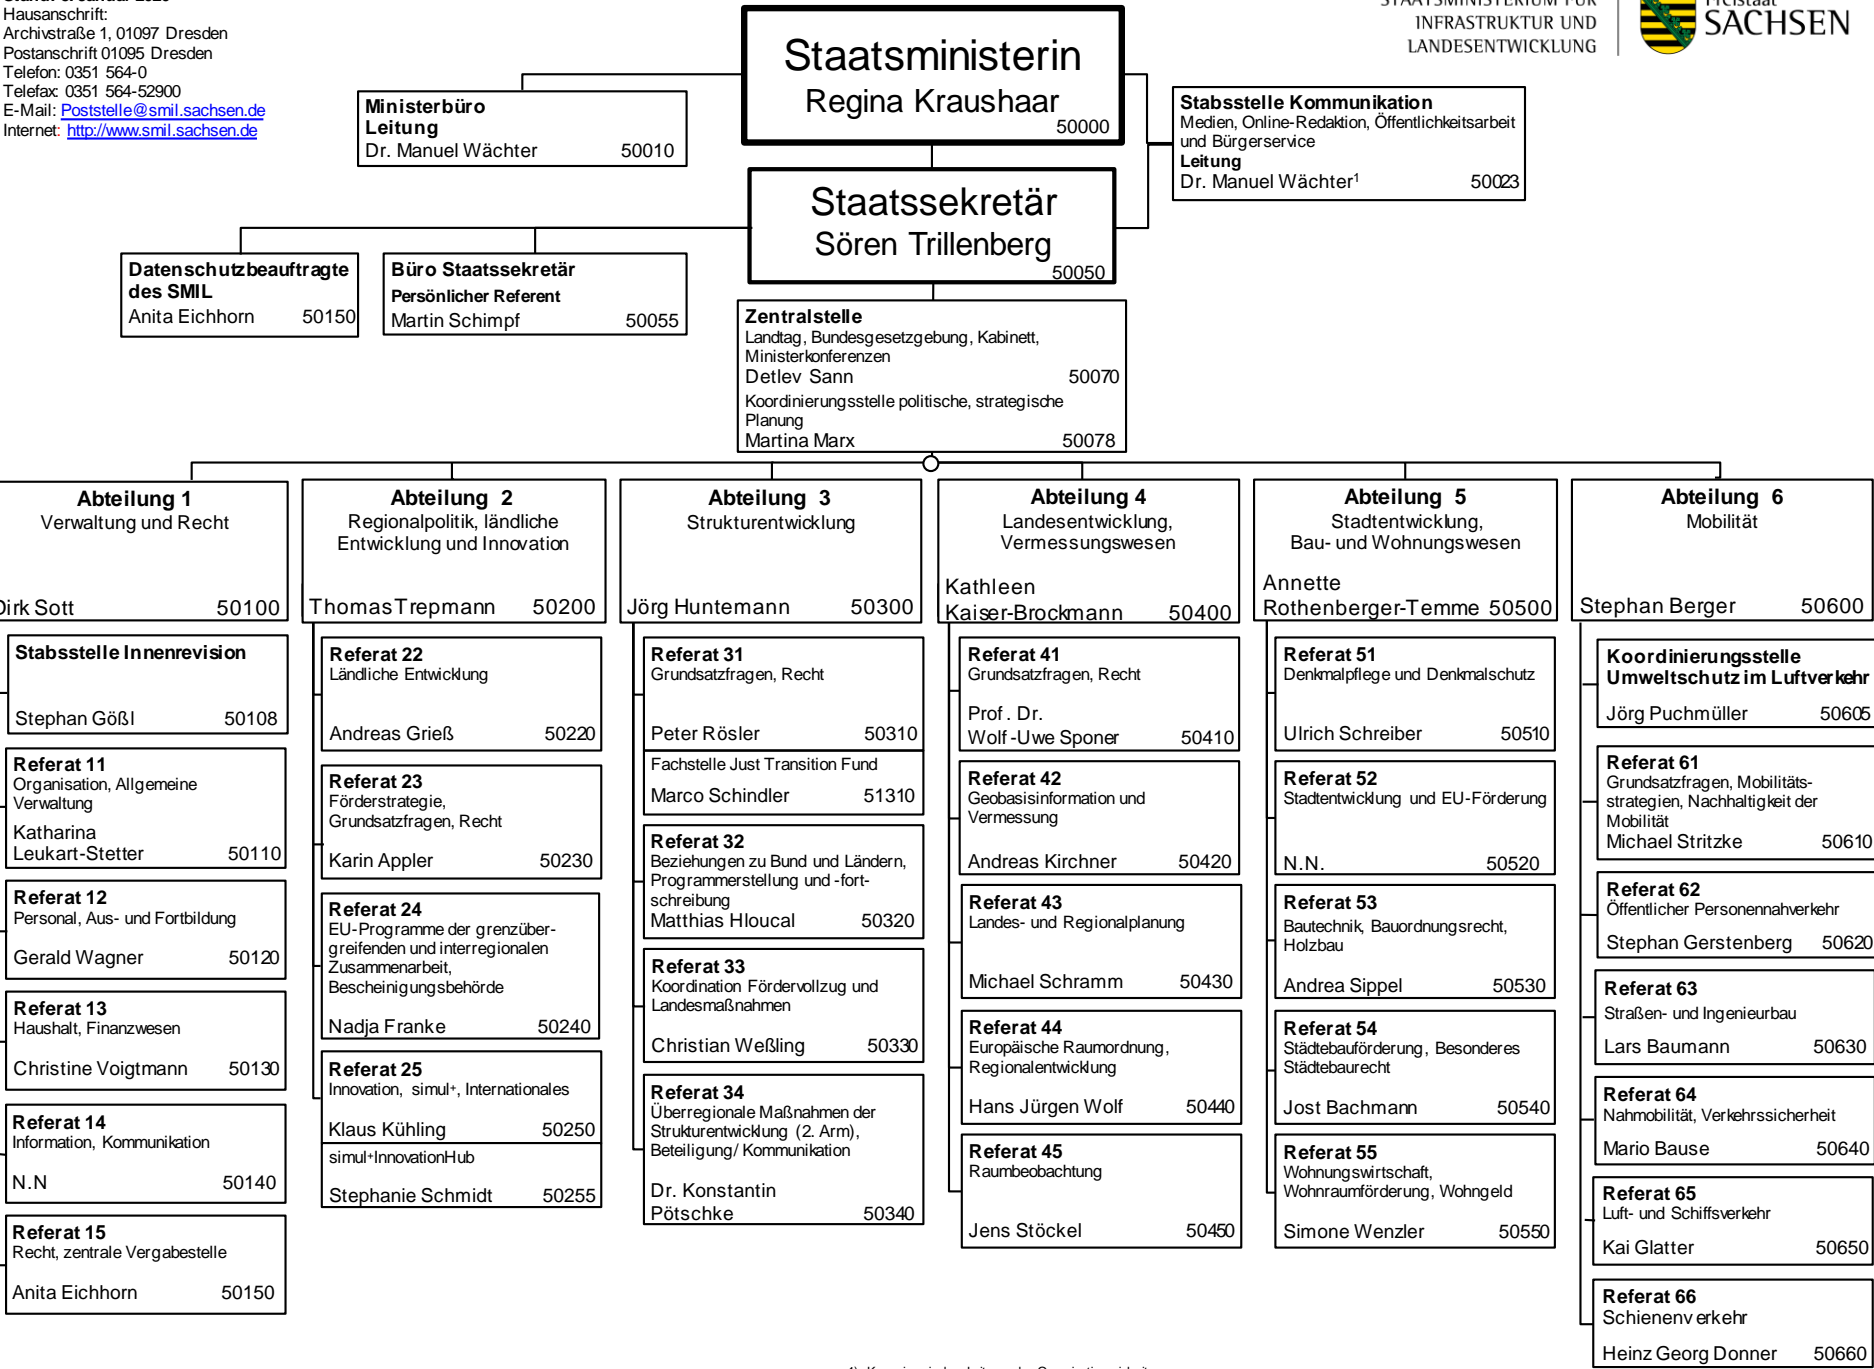 Hausanschrift:
Archivstraße 1, 01097 Dresden
Postanschrift 01095 Dresden
Telefon: 0351 564-0
Telefax: 0351 564-52900
E-Mail: Poststelle@smil.sachsen.de
Internet: http://www.smil.sachsen.de
STAATSMINISTERIUM FÜR
INFRASTRUKTUR UND
LANDESENTWICKLUNG
Freistaat
SACHSEN
Staatsministerin
Regina Kraushaar
50000
Ministerbüro
Leitung
Dr. Manuel Wächter 50010
Stabsstelle Kommunikation
Medien, Online-Redaktion, Öffentlichkeitsarbeit
und Bürgerservice
Leitung
Dr. Manuel Wächter¹ 50023
Staatssekretär
Sören Trillenberg
50050
Datenschutzbeauftragte
des SMIL
Anita Eichhorn 50150
Büro Staatssekretär
Persönlicher Referent
Martin Schimpf 50055
Zentralstelle
Landtag, Bundesgesetzgebung, Kabinett,
Ministerkonferenzen
Detlev Sann 50070
Koordinierungsstelle politische, strategische
Planung
Martina Marx 50078
Abteilung 1
Verwaltung und Recht
Dirk Sott 50100
Stabsstelle Innenrevision
Stephan Gößl 50108
Referat 11
Organisation, Allgemeine
Verwaltung
Katharina
Leukart-Stetter 50110
Referat 12
Personal, Aus- und Fortbildung
Gerald Wagner 50120
Referat 13
Haushalt, Finanzwesen
Christine Voigtmann 50130
Referat 14
Information, Kommunikation
N.N 50140
Referat 15
Recht, zentrale Vergabestelle
Anita Eichhorn 50150
Abteilung 2
Regionalpolitik, ländliche
Entwicklung und Innovation
Thomas Trepmann 50200
Referat 22
Ländliche Entwicklung
Andreas Grieß 50220
Referat 23
Förderstrategie,
Grundsatzfragen, Recht
Karin Appler 50230
Referat 24
EU-Programme der grenzüber-
greifenden und interregionalen
Zusammenarbeit,
Bescheinigungsbehörde
Nadja Franke 50240
Referat 25
Innovation, simul⁺, Internationales
Klaus Kühling 50250
simul⁺InnovationHub
Stephanie Schmidt 50255
Abteilung 3
Strukturentwicklung
Jörg Huntemann 50300
Referat 31
Grundsatzfragen, Recht
Peter Rösler 50310
Fachstelle Just Transition Fund
Marco Schindler 51310
Referat 32
Beziehungen zu Bund und Ländern,
Programmerstellung und -fort-
schreibung
Matthias Hloucal 50320
Referat 33
Koordination Fördervollzug und
Landesmaßnahmen
Christian Weßling 50330
Referat 34
Überregionale Maßnahmen der
Strukturentwicklung (2. Arm),
Beteiligung/ Kommunikation
Dr. Konstantin
Pötschke 50340
Abteilung 4
Landesentwicklung,
Vermessungswesen
Kathleen
Kaiser-Brockmann 50400
Referat 41
Grundsatzfragen, Recht
Prof. Dr.
Wolf-Uwe Sponer 50410
Referat 42
Geobasisinformation und
Vermessung
Andreas Kirchner 50420
Referat 43
Landes- und Regionalplanung
Michael Schramm 50430
Referat 44
Europäische Raumordnung,
Regionalentwicklung
Hans Jürgen Wolf 50440
Referat 45
Raumbeobachtung
Jens Stöckel 50450
Abteilung 5
Stadtentwicklung,
Bau- und Wohnungswesen
Annette
Rothenberger-Temme 50500
Referat 51
Denkmalpflege und Denkmalschutz
Ulrich Schreiber 50510
Referat 52
Stadtentwicklung und EU-Förderung
N.N. 50520
Referat 53
Bautechnik, Bauordnungsrecht,
Holzbau
Andrea Sippel 50530
Referat 54
Städtebauförderung, Besonderes
Städtebaurecht
Jost Bachmann 50540
Referat 55
Wohnungswirtschaft,
Wohnraumförderung, Wohngeld
Simone Wenzler 50550
Abteilung 6
Mobilität
Stephan Berger 50600
Koordinierungsstelle
Umweltschutz im Luftverkehr
Jörg Puchmüller 50605
Referat 61
Grundsatzfragen, Mobilitäts-
strategien, Nachhaltigkeit der
Mobilität
Michael Stritzke 50610
Referat 62
Öffentlicher Personennahverkehr
Stephan Gerstenberg 50620
Referat 63
Straßen- und Ingenieurbau
Lars Baumann 50630
Referat 64
Nahmobilität, Verkehrssicherheit
Mario Bause 50640
Referat 65
Luft- und Schiffsverkehr
Kai Glatter 50650
Referat 66
Schienenverkehr
Heinz Georg Donner 50660